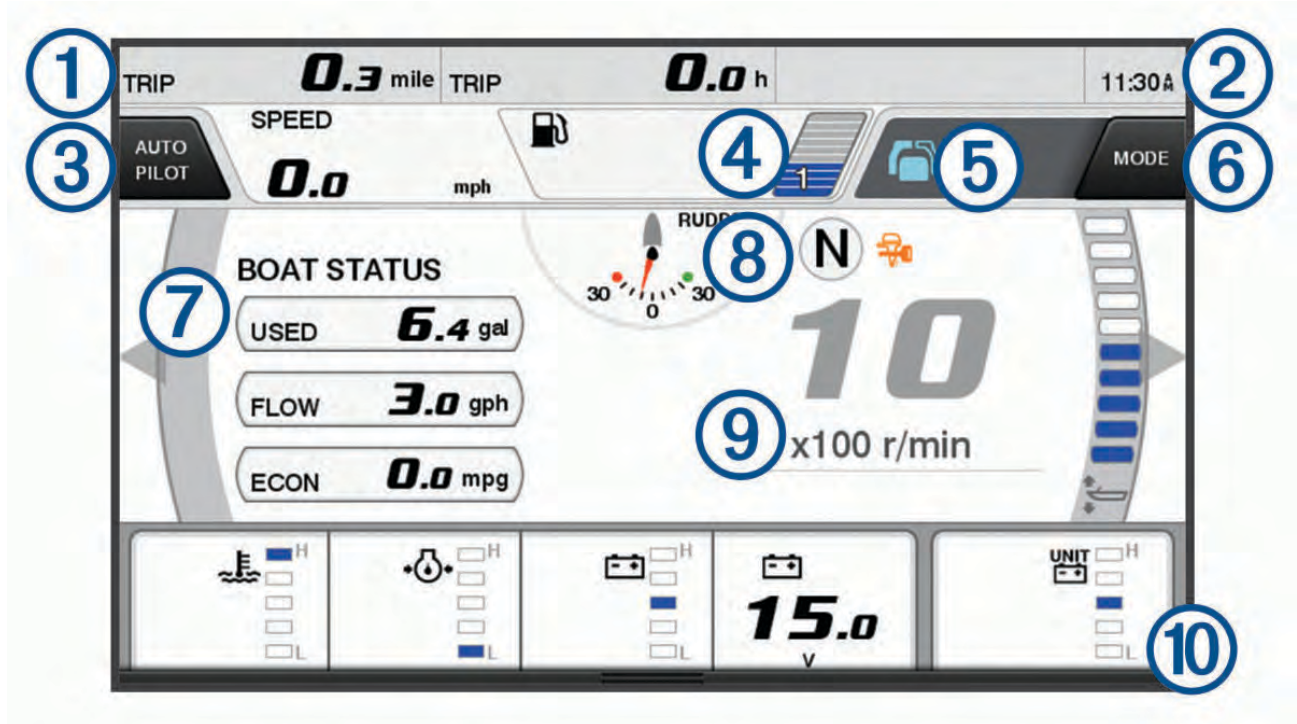 1
2
TRIP 0.3 mile TRIP 0.0 h 11:30 AM
3
AUTO
PILOT
SPEED
0.0 mph
4
1
5
MODE
6
7
BOAT STATUS
USED 6.4 gal
FLOW 3.0 gph
ECON 0.0 mpg
30
0
30
8
N
10
9
x100 r/min
H
L
H
L
H
L
15.0
V
UNIT
H
L
10